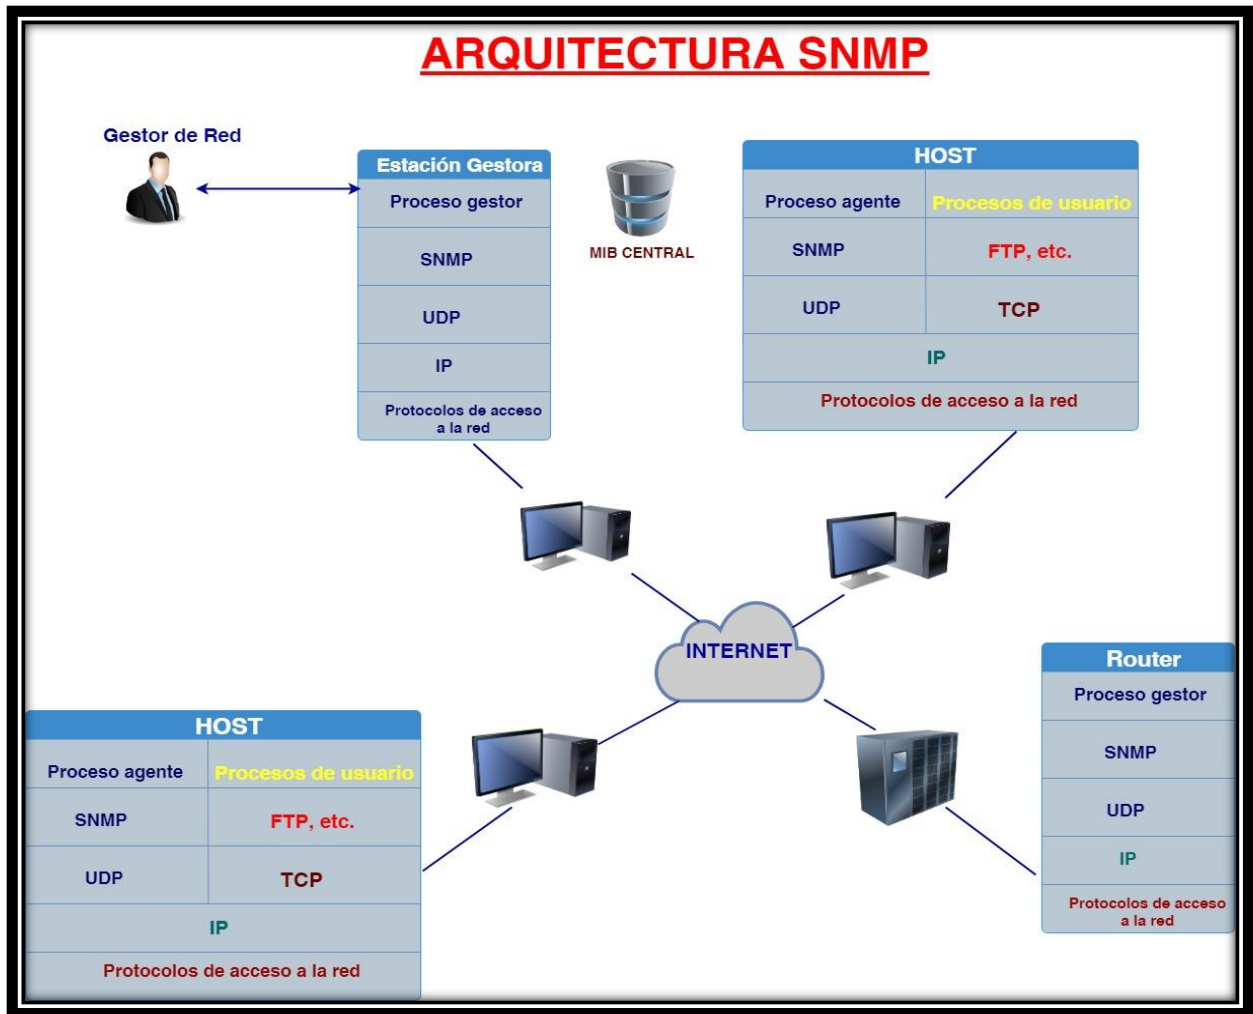 ARQUITECTURA SNMP
Gestor de Red
Estación Gestora
Proceso gestor
SNMP
UDP
IP
Protocolos de acceso
a la red
MIB CENTRAL
HOST
Proceso agente
Procesos de usuario
SNMP
FTP, etc.
UDP
TCP
IP
Protocolos de acceso a la red
INTERNET
HOST
Proceso agente
Procesos de usuario
SNMP
FTP, etc.
UDP
TCP
IP
Protocolos de acceso a la red
Router
Proceso gestor
SNMP
UDP
IP
Protocolos de acceso
a la red